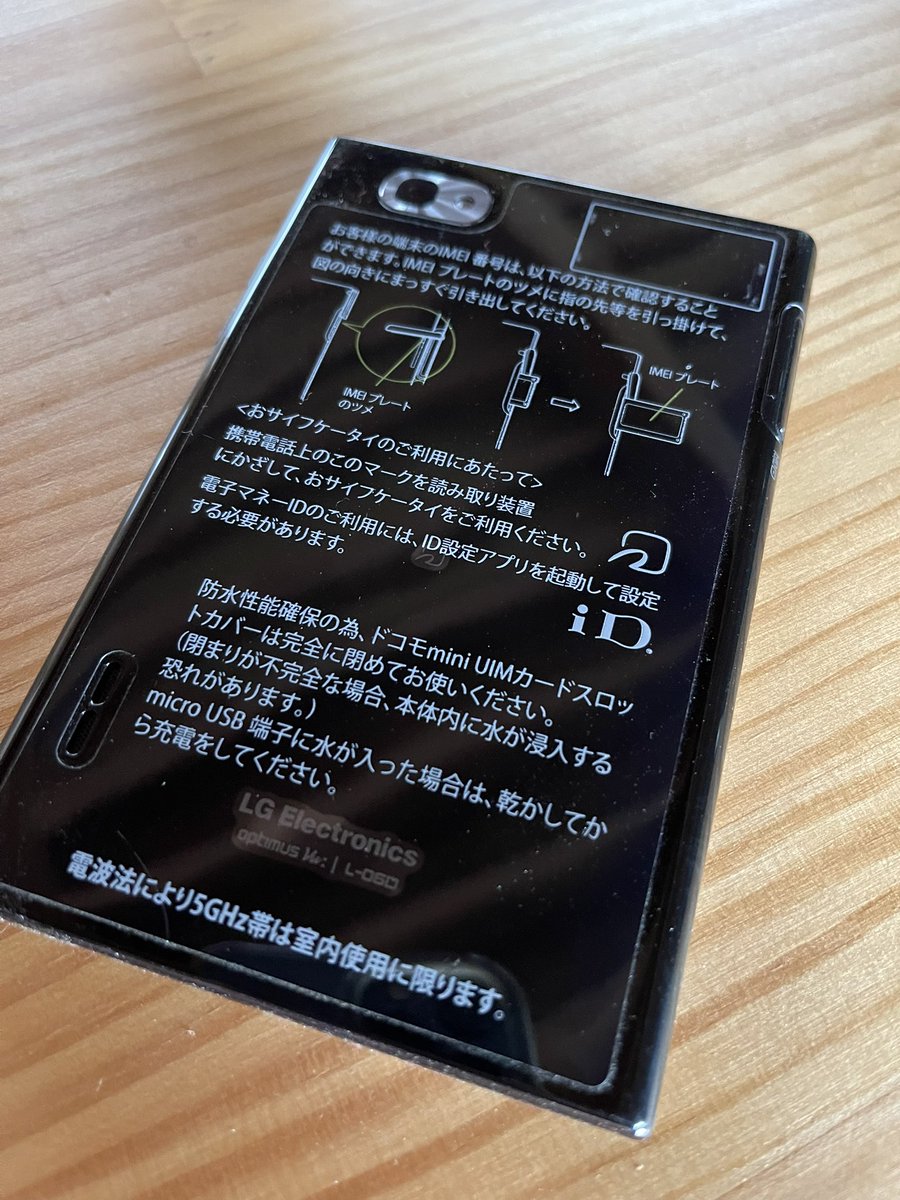 お客様の端末のIMEI 番号は、以下の方法で確認すること
ができます。IMEI プレートのツメに指の先等を引っ掛けて、
図の向きにまっすぐ引き出してください。
IMEI プレート
のツメ
IMEI プレート
<おサイフケータイのご利用にあたって>
携帯電話上のこのマークを読み取り装置
にかざして、おサイフケータイをご利用ください。
電子マネーiDのご利用には、iD設定アプリを起動して設定
する必要があります。
iD
防水性能確保の為、ドコモmini UIMカードスロッ
トカバーは完全に閉めてお使いください。
(閉まりが不完全な場合、本体内に水が浸入する
恐れがあります。)
micro USB 端子に水が入った場合は、乾かしてか
ら充電をしてください。
LG Electronics
optimus Vu: | L-06D
電波法により5GHz帯は室内使用に限ります。